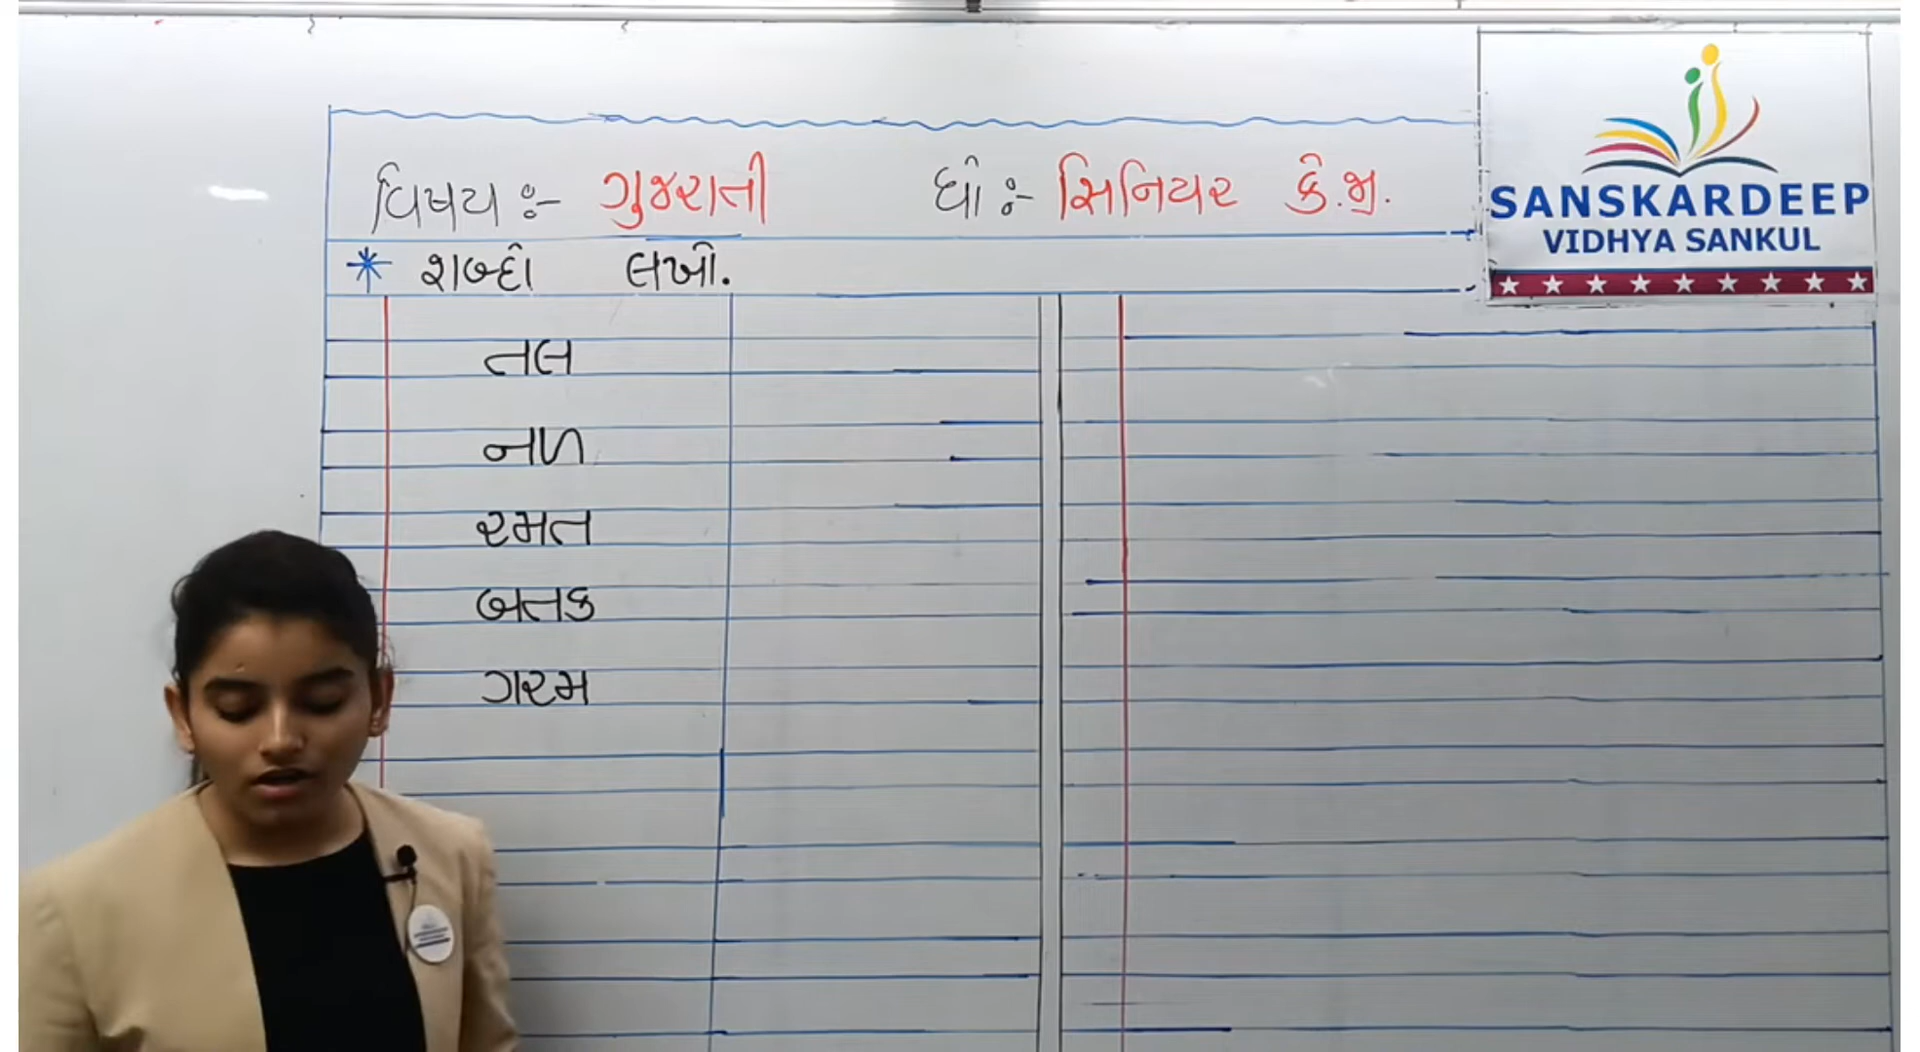 વિષય :- ગુજરાતી ધો :- સિનિયર કે.જી.
* શબ્દો લખો.
તલ
નળ
રમત
બતક
ગરમ
SANSKARDEEP
VIDHYA SANKUL